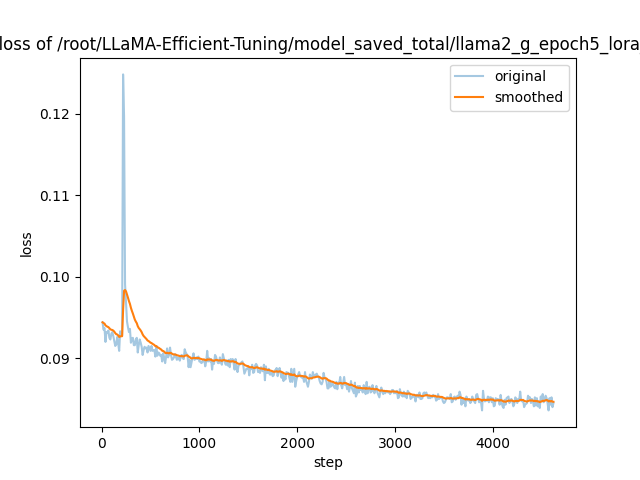 loss of /root/LLaMA-Efficient-Tuning/model_saved_total/llama2_g_epoch5_lora
original
smoothed
0.12
0.11
0.10
0.09
loss
0 1000 2000 3000 4000
step